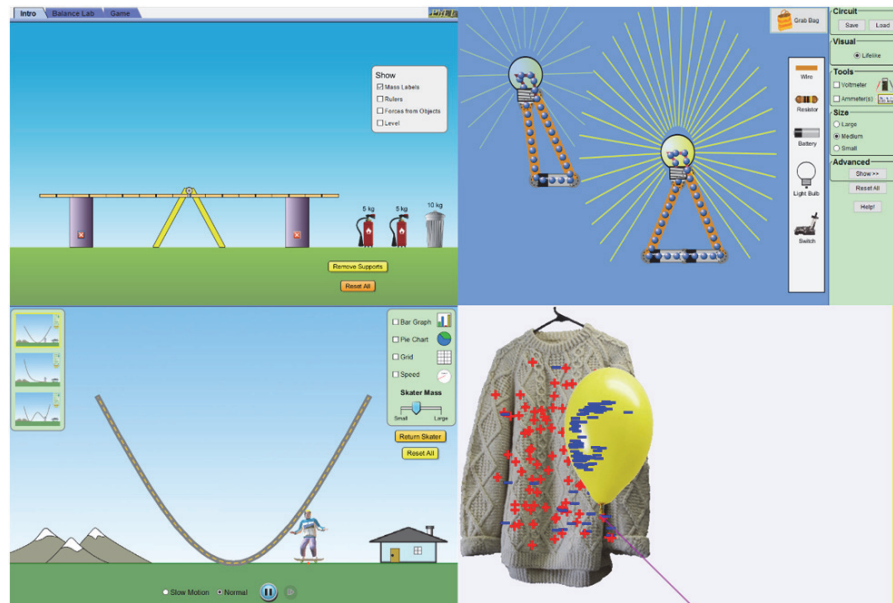 Intro
Balance Lab
Game
Show
Mass Labels
Rulers
Forces from Objects
Level
5 kg
5 kg
10 kg
Remove Supports
Reset All
Grab Bag
Wire
Resistor
Battery
Light Bulb
Switch
Circuit
Save
Load
Visual
Lifelike
Tools
Voltmeter
Ammeter(s)
Size
Large
Medium
Small
Advanced
Show >>
Reset All
Help!
Bar Graph
Pie Chart
Grid
Speed
Skater Mass
Small
Large
Return Skater
Reset All
Slow Motion
Normal